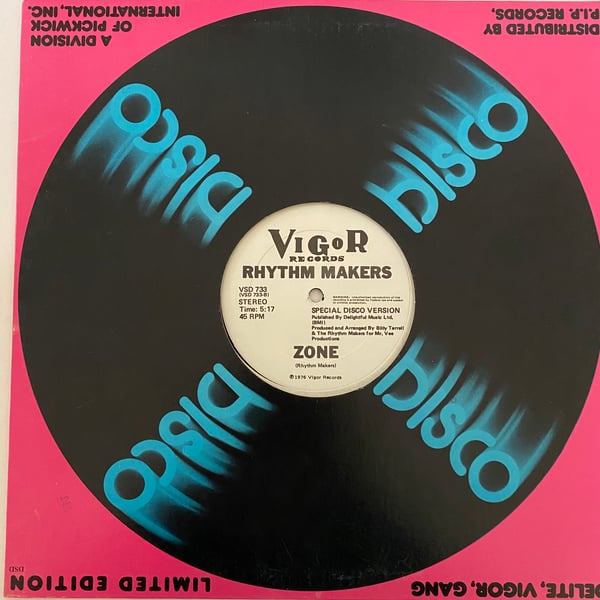 A DIVISION
OF PICKWICK
INTERNATIONAL, INC.
DISTRIBUTED BY
P.I.P. RECORDS,
DISCO
DISCO
VIGOR
RECORDS
RHYTHM MAKERS
VSD 733
(VSD 733-B)
STEREO
Time: 5:17
45 RPM
SPECIAL DISCO VERSION
Published By Delightful Music Ltd,
(BMI)
Produced and Arranged By Billy Terrell
& The Rhythm Makers for Mr. Vee
Productions
ZONE
(Rhythm Makers)
℗1976 Vigor Records
DISCO
DISCO
DSD
LIMITED EDITION
DELITE, VIGOR, GANG